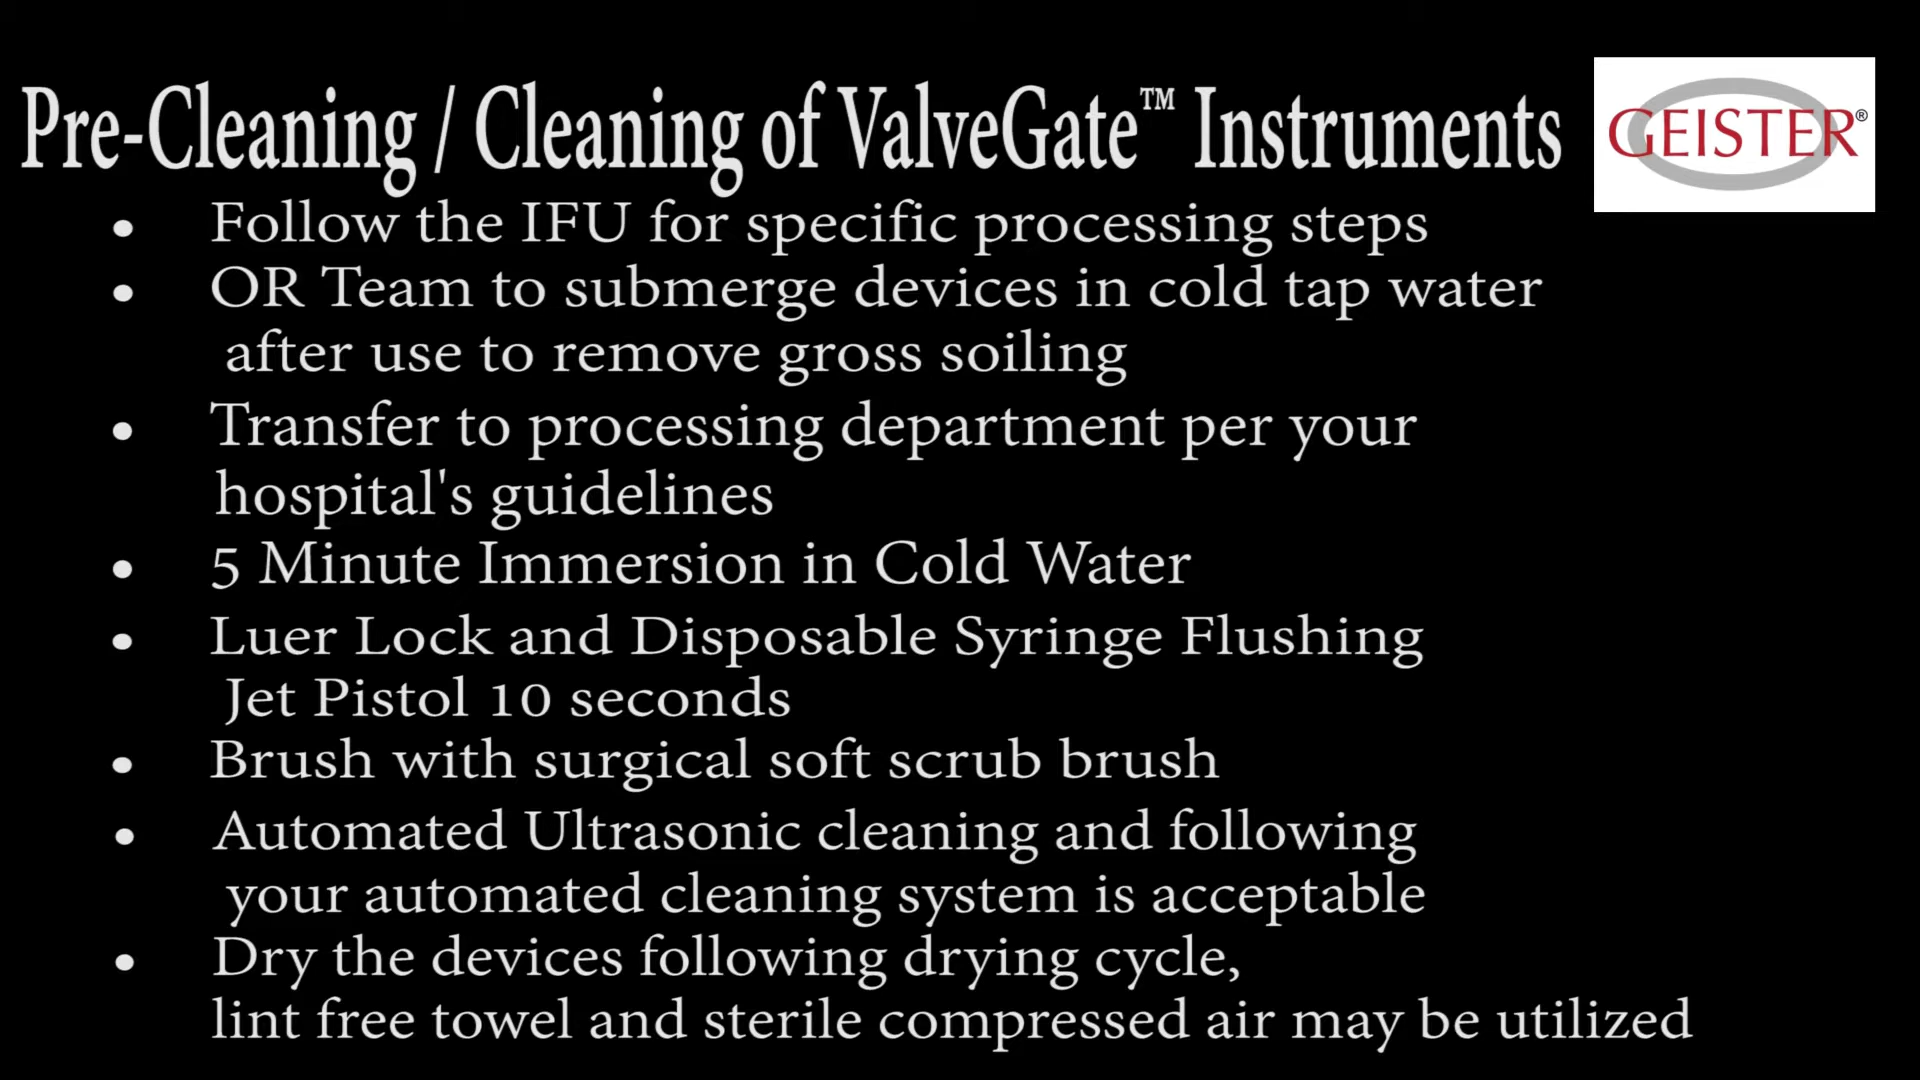 Pre-Cleaning / Cleaning of ValveGate™ Instruments
GEISTER®
• Follow the IFU for specific processing steps
• OR Team to submerge devices in cold tap water
after use to remove gross soiling
• Transfer to processing department per your
hospital's guidelines
• 5 Minute Immersion in Cold Water
• Luer Lock and Disposable Syringe Flushing
Jet Pistol 10 seconds
• Brush with surgical soft scrub brush
• Automated Ultrasonic cleaning and following
your automated cleaning system is acceptable
• Dry the devices following drying cycle,
lint free towel and sterile compressed air may be utilized